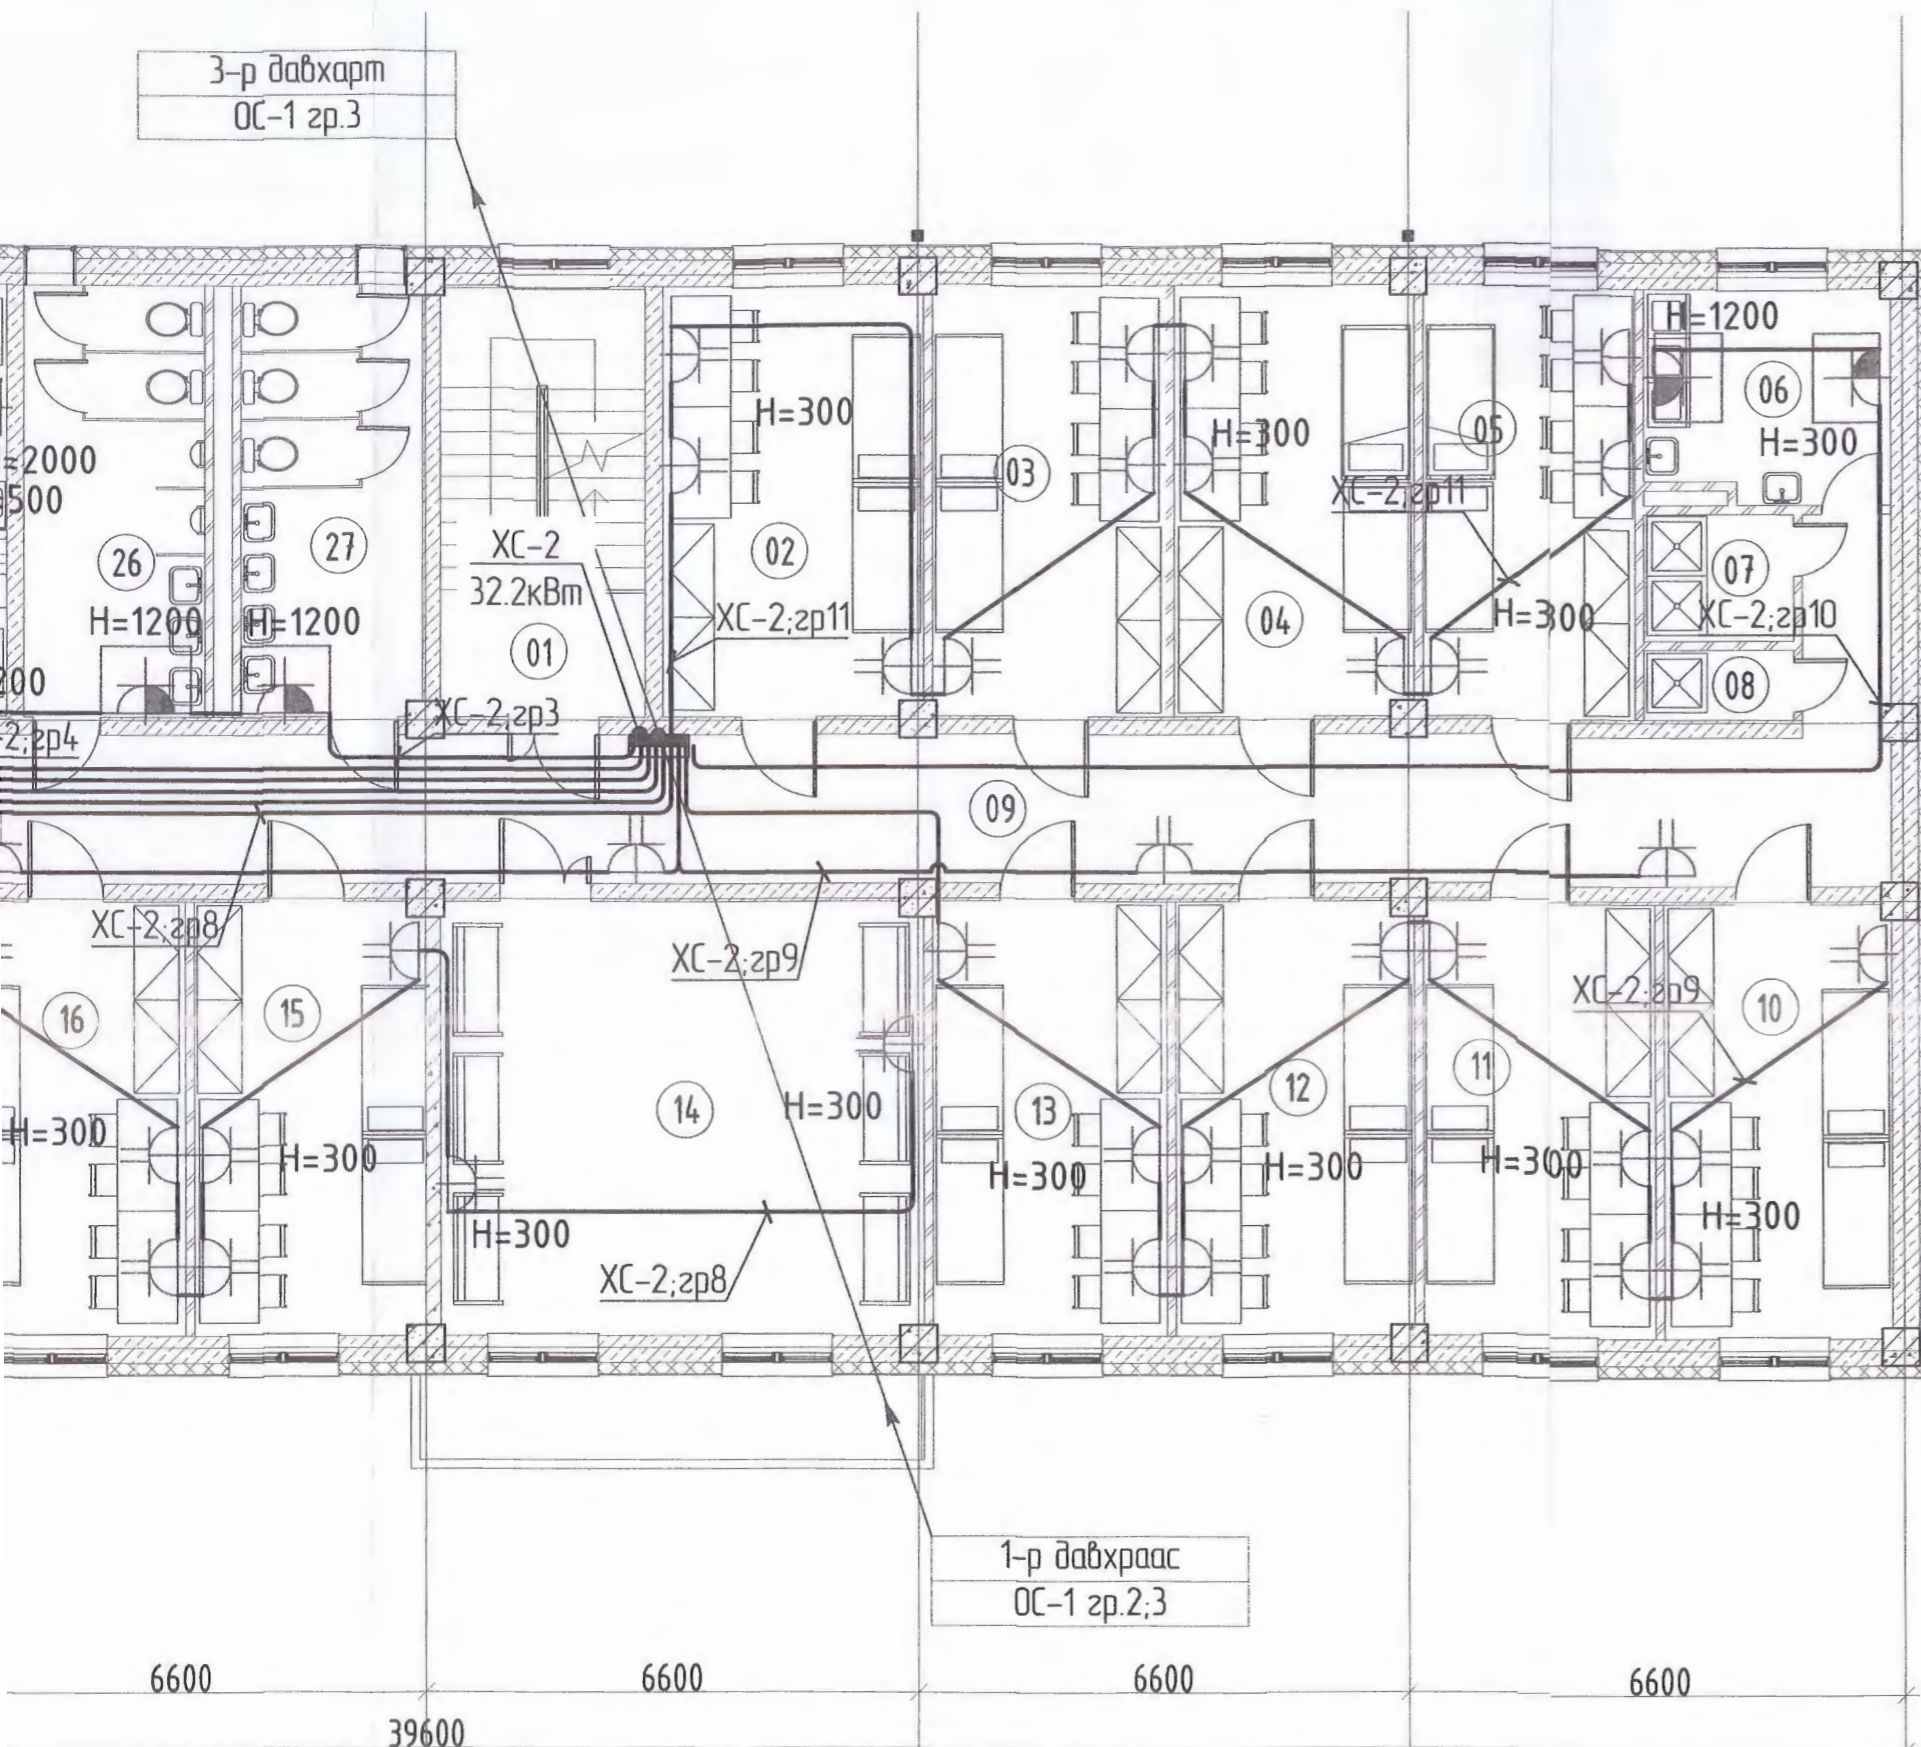 3-р давхарт
ОС-1 гр.3
H=1200
06
H=300
H=300
05
H=300
03
=2000
500
ХС-2;гр11
27
ХС-2
02
26
07
32.2кВт
H=1200
H=1200
ХС-2;гр11
04
H=300
ХС-2;гр10
01
200
08
ХС-2;гр3
-2;гр4
09
ХС-2;гр8
ХС-2;гр9
ХС-2;гр9
16
15
10
11
12
14
H=300
13
H=300
H=300
H=300
H=300
H=300
H=300
H=300
ХС-2;гр8
1-р давхраас
ОС-1 гр.2;3
6600
6600
6600
6600
39600